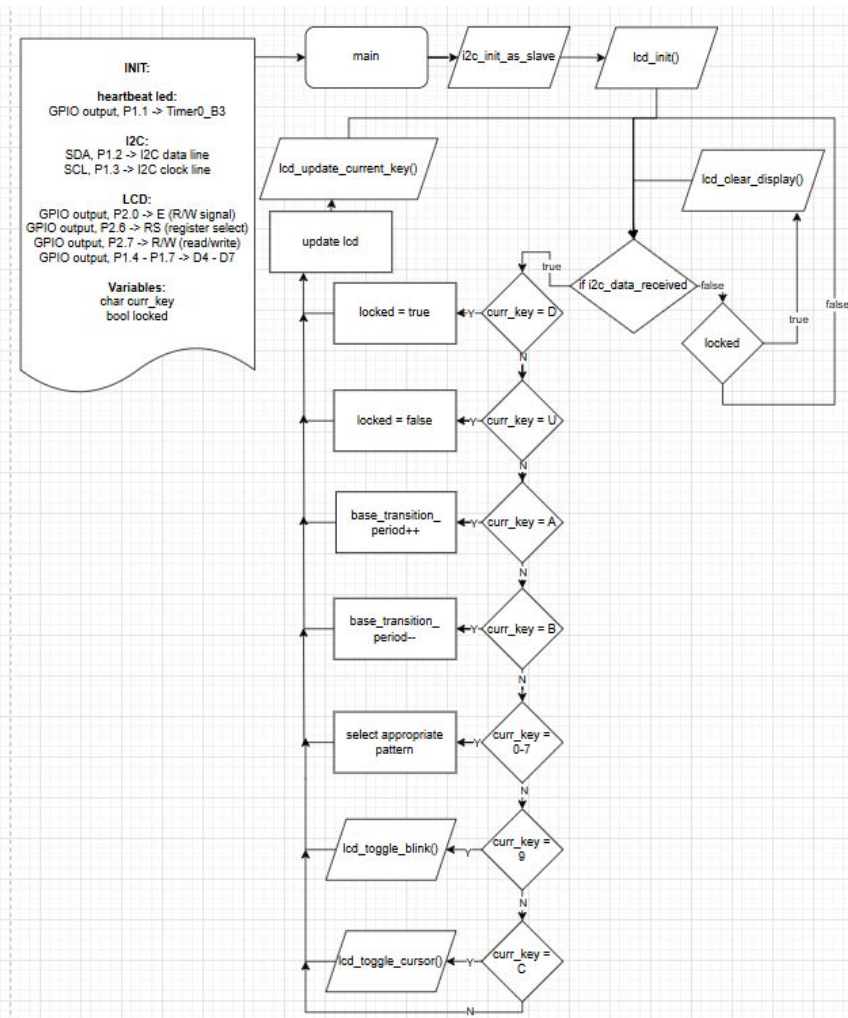 INIT:
heartbeat led:
GPIO output, P1.1 -> Timer0_B3
I2C:
SDA, P1.2 -> I2C data line
SCL, P1.3 -> I2C clock line
LCD:
GPIO output, P2.0 -> E (R/W signal)
GPIO output, P2.6 -> RS (register select)
GPIO output, P2.7 -> R/W (read/write)
GPIO output, P1.4 - P1.7 -> D4 - D7
Variables:
char curr_key
bool locked
main
i2c_init_as_slave
lcd_init()
lcd_update_current_key()
lcd_clear_display()
update lcd
true
if i2c_data_received
false
locked
true
false
locked = true
Y
curr_key = D
N
locked = false
Y
curr_key = U
N
base_transition_
period++
Y
curr_key = A
N
base_transition_
period--
Y
curr_key = B
N
select appropriate
pattern
Y
curr_key =
0-7
N
lcd_toggle_blink()
Y
curr_key =
9
N
lcd_toggle_cursor()
Y
curr_key =
C
N